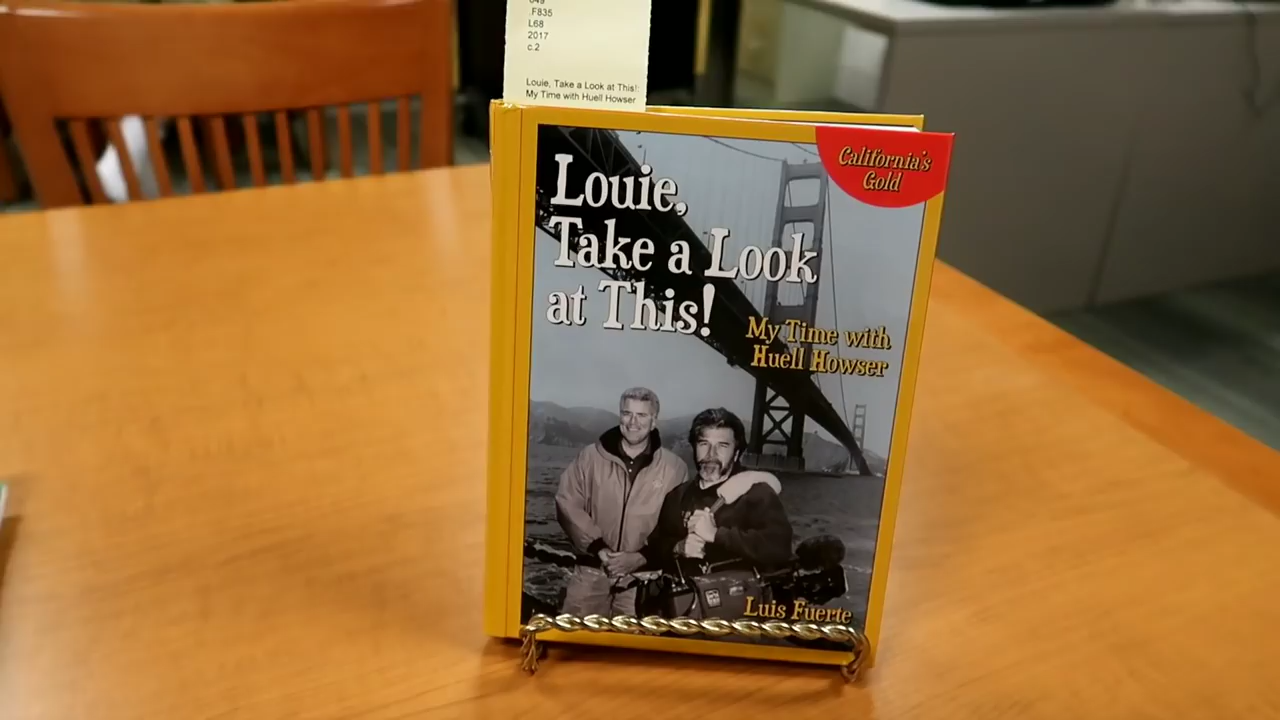 .F835
L68
2017
c.2
Louie, Take a Look at This!:
My Time with Huell Howser
California's
Gold
Louie,
Take a Look
at This!
My Time with
Huell Howser
Luis Fuerte